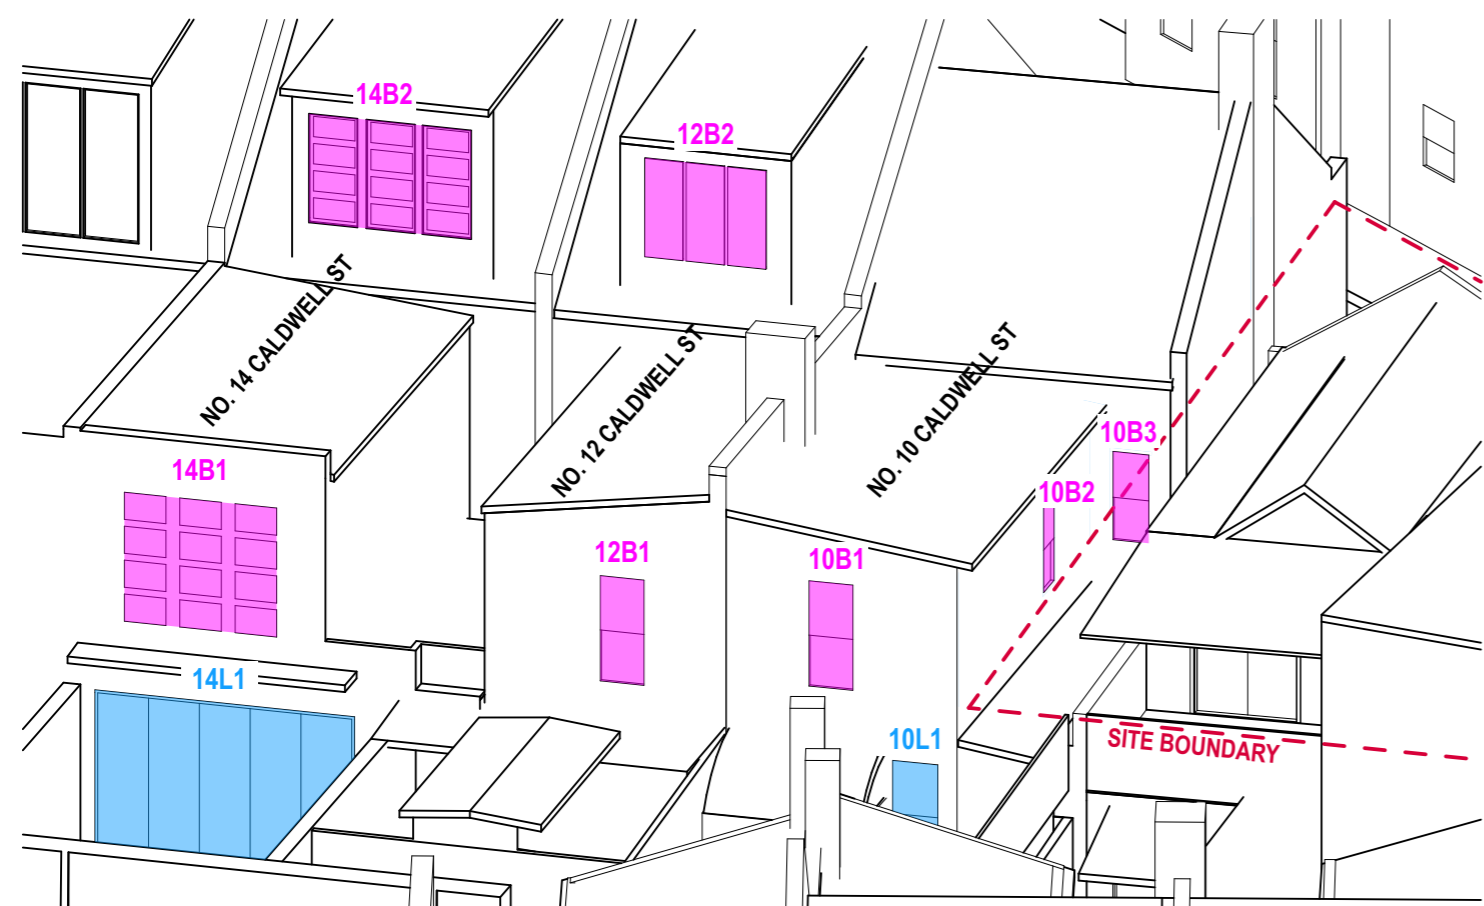 14B2
12B2
NO. 14 CALDWELL ST
NO. 12 CALDWELL ST
NO. 10 CALDWELL ST
10B3
14B1
10B2
12B1
10B1
14L1
10L1
SITE BOUNDARY